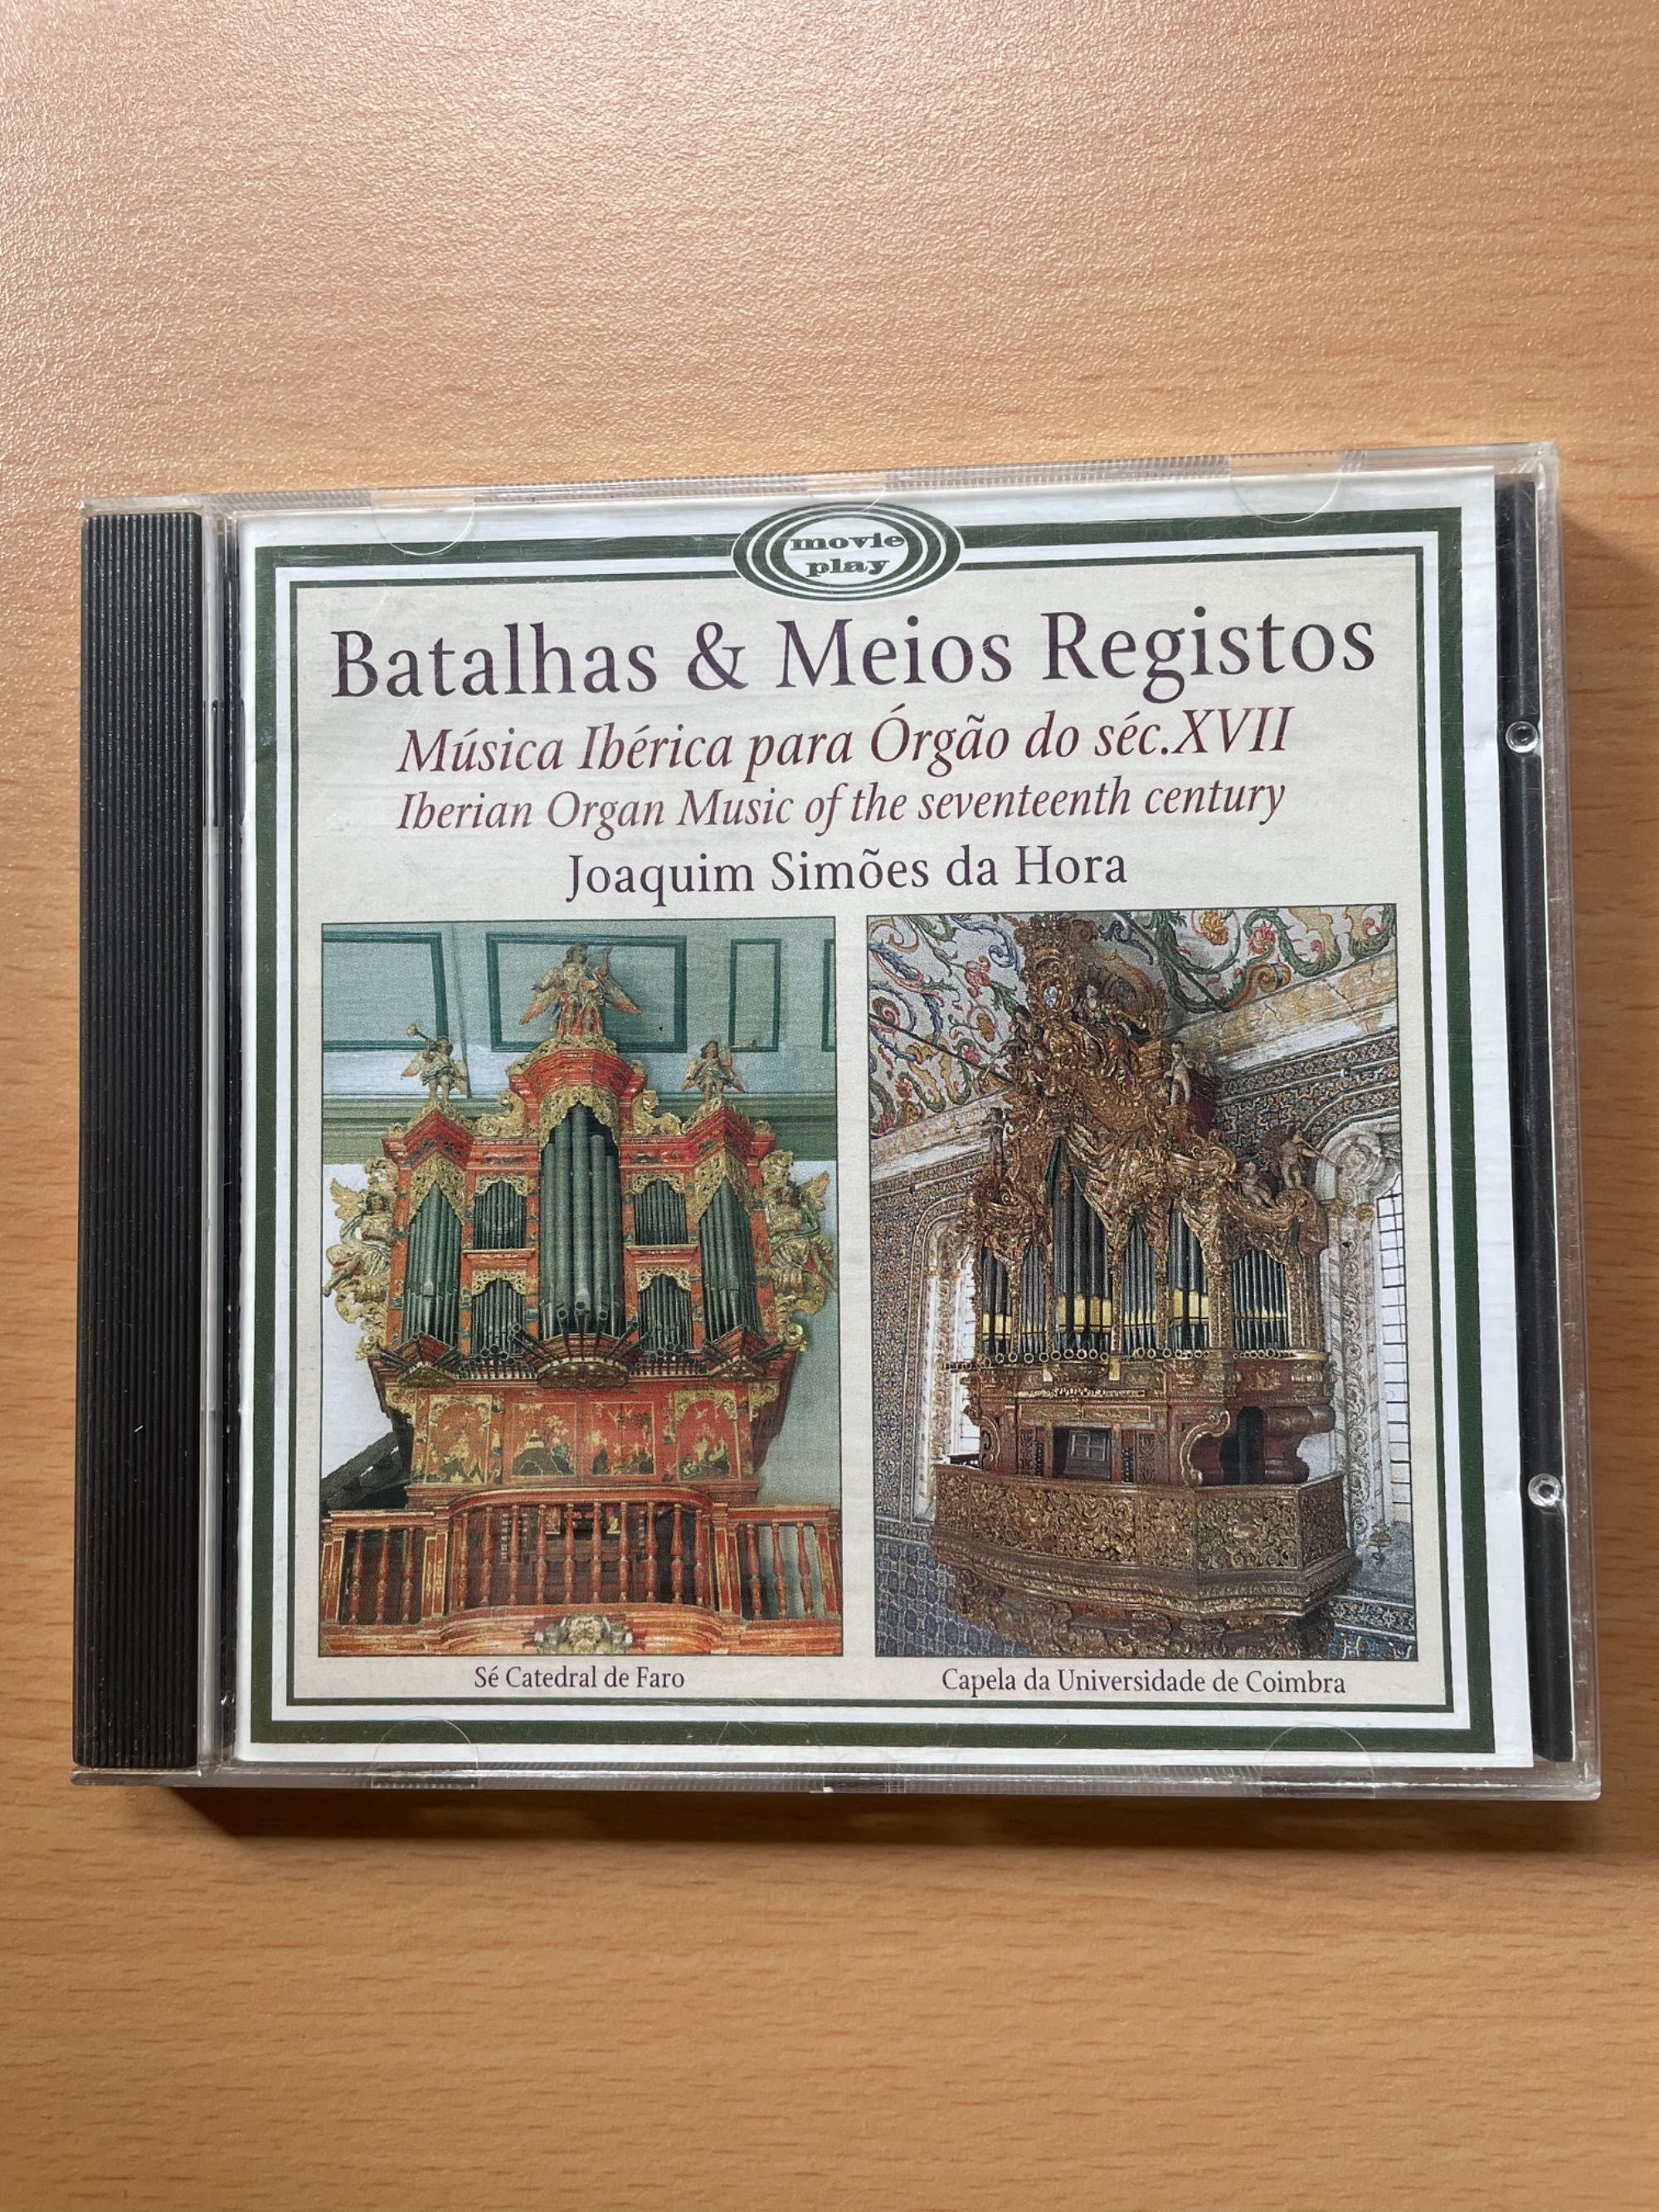 movie
play
Batalhas & Meios Registos
Música Ibérica para Órgão do séc.XVII
Iberian Organ Music of the seventeenth century
Joaquim Simões da Hora
Sé Catedral de Faro
Capela da Universidade de Coimbra